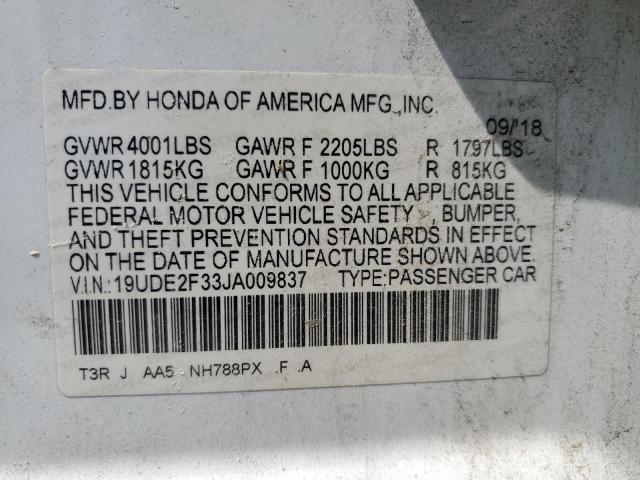 MFD.BY HONDA OF AMERICA MFG.,INC.
09/'18
GVWR 4001LBS GAWR F 2205LBS R 1797LBS
GVWR 1815KG GAWR F 1000KG R 815KG
THIS VEHICLE CONFORMS TO ALL APPLICABLE
FEDERAL MOTOR VEHICLE SAFETY , BUMPER,
AND THEFT PREVENTION STANDARDS IN EFFECT
ON THE DATE OF MANUFACTURE SHOWN ABOVE.
V.I.N.:19UDE2F33JA009837 TYPE:PASSENGER CAR
T3R J AA5 NH788PX .F .A